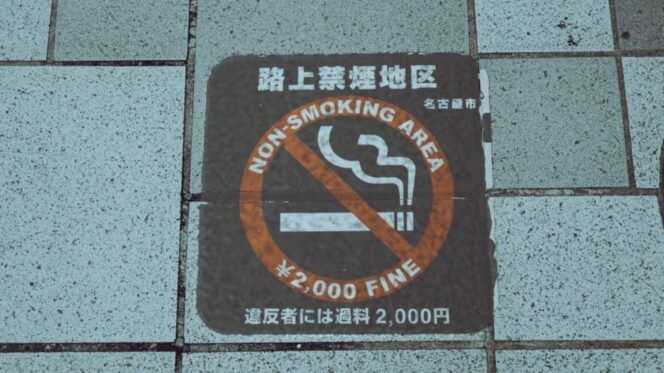 路上禁煙地区
名古屋市
NON-SMOKING AREA
¥2,000 FINE
違反者には過料2,000円